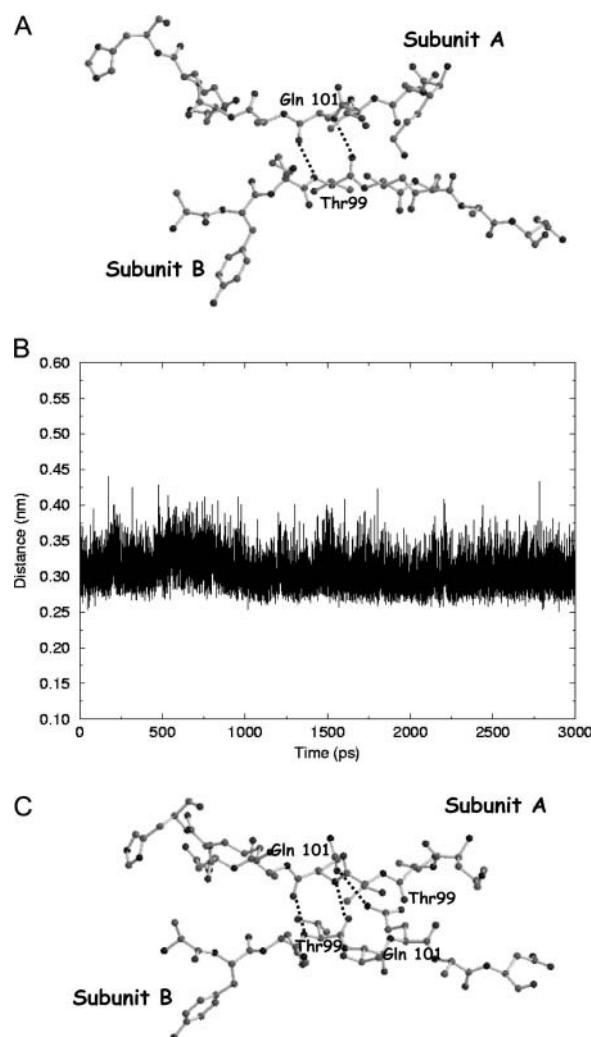 A
Subunit A
Gln 101
Thr99
Subunit B
B
0.60
0.55
0.50
0.45
0.40
0.35
0.30
0.25
0.20
0.15
0.10
Distance (nm)
0 500 1000 1500 2000 2500 3000
Time (ps)
C
Subunit A
Gln 101
Thr99
Thr99
Gln 101
Subunit B